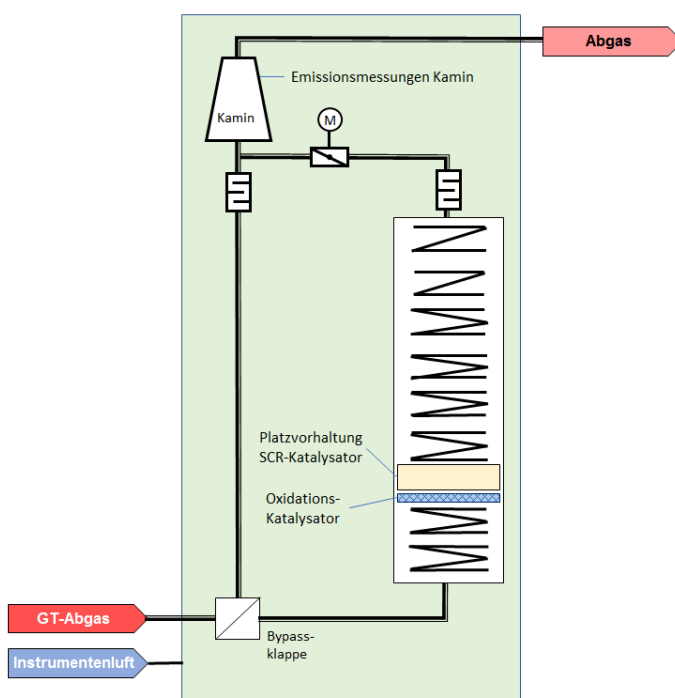 Abgas
Emissionsmessungen Kamin
Kamin
M
Platzvorhaltung
SCR-Katalysator
Oxidations-
Katalysator
GT-Abgas
Bypass-
klappe
Instrumentenluft